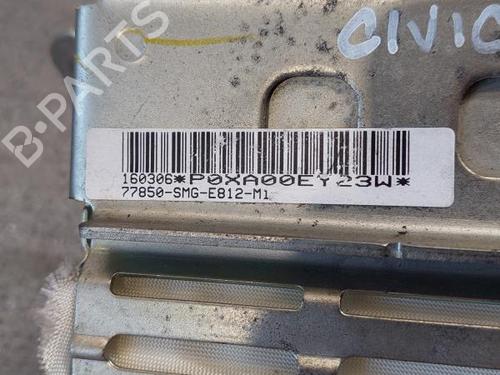 CIVIC
160306*P0XA00EY23W*
77850-SMG-E812-M1
B-PARTS